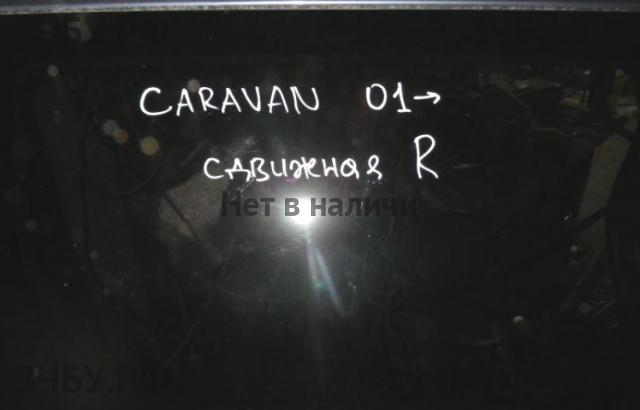 CARAVAN 01→
сдвижная R
Нет в наличи